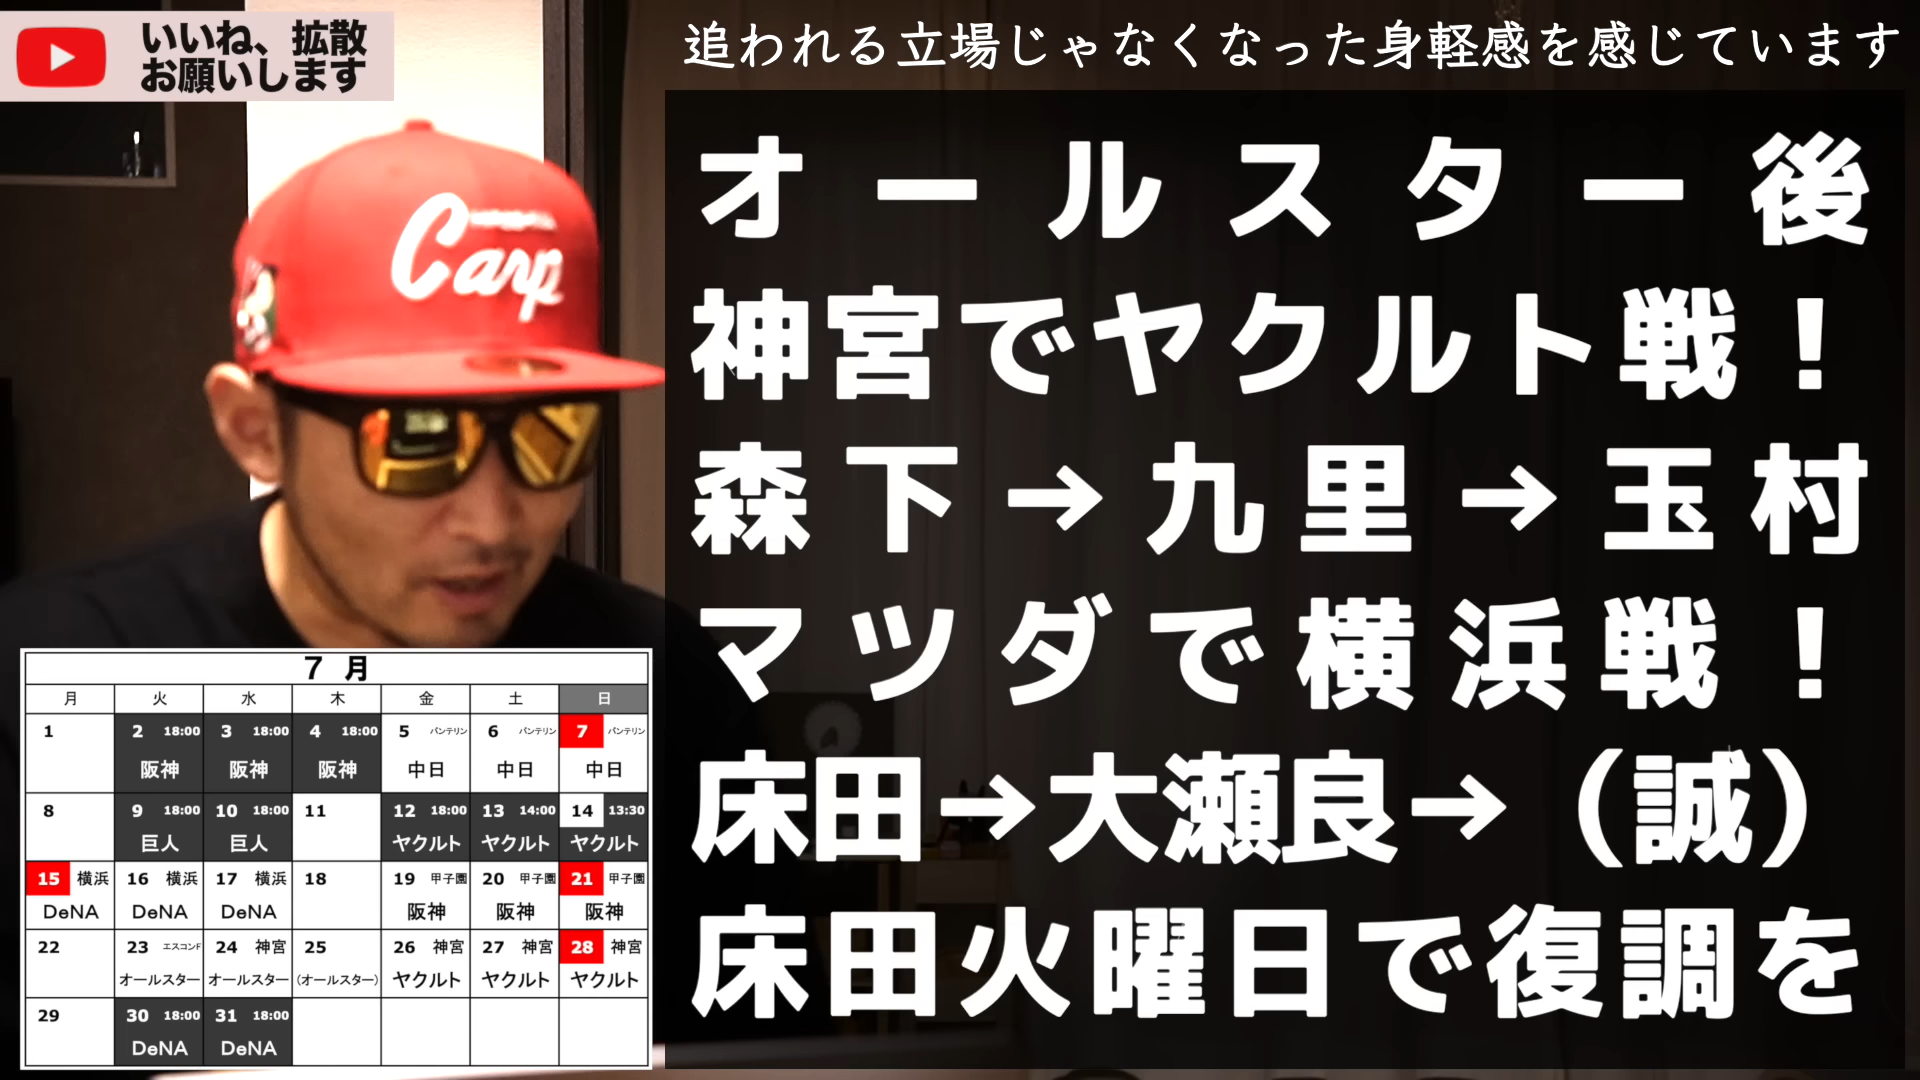 いいね、拡散
お願いします
追われる立場じゃなくなった身軽感を感じています
オールスター後
神宮でヤクルト戦！
森下→九里→玉村
マツダで横浜戦！
床田→大瀬良→（誠）
床田火曜日で復調を
Carp
7 月
月 火 水 木 金 土 日
1 2 18:00 3 18:00 4 18:00 5 バンテリン 6 バンテリン 7 バンテリン
阪神 阪神 阪神 中日 中日 中日
8 9 18:00 10 18:00 11 12 18:00 13 14:00 14 13:30
巨人 巨人 ヤクルト ヤクルト ヤクルト
15 横浜 16 横浜 17 横浜 18 19 甲子園 20 甲子園 21 甲子園
DeNA DeNA DeNA 阪神 阪神 阪神
22 23 エスコンF 24 神宮 25 26 神宮 27 神宮 28 神宮
オールスター オールスター (オールスター) ヤクルト ヤクルト ヤクルト
29 30 18:00 31 18:00
DeNA DeNA